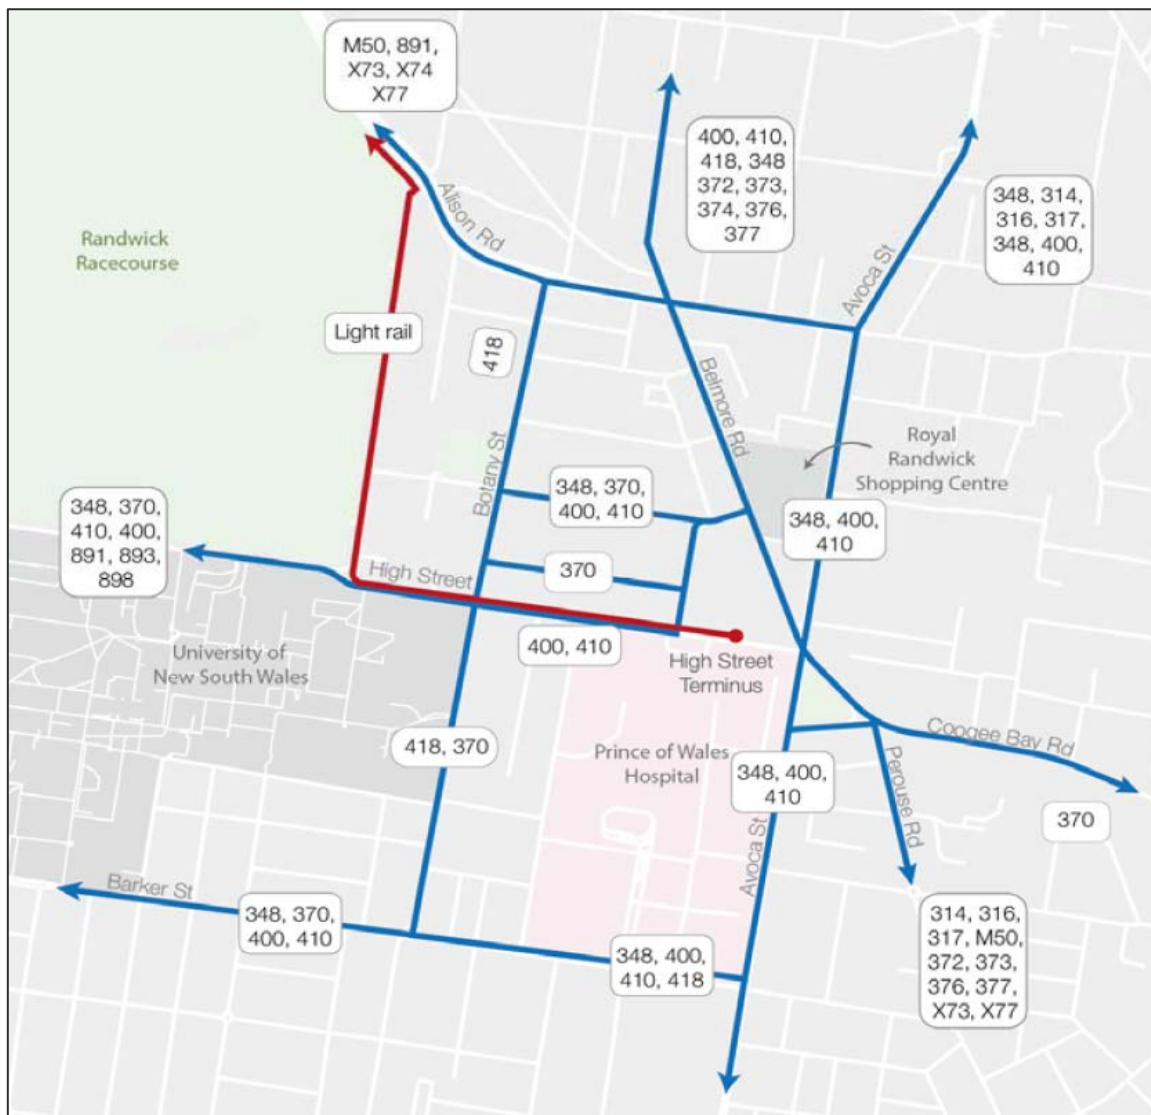 M50, 891,
X73, X74
X77
400, 410,
418, 348
372, 373,
374, 376,
377
348, 314,
316, 317,
348, 400,
410
Alison Rd
Avoca St
Randwick
Racecourse
Light rail
418
Belmore Rd
Royal
Randwick
Shopping Centre
Botany St
348, 370,
400, 410
348, 400,
410
348, 370,
410, 400,
891, 893,
898
High Street
370
400, 410
University of
New South Wales
High Street
Terminus
418, 370
Prince of Wales
Hospital
348, 400,
410
Coogee Bay Rd
Perouse Rd
370
Avoca St
Barker St
348, 370,
400, 410
348, 400,
410, 418
314, 316,
317, M50,
372, 373,
376, 377,
X73, X77